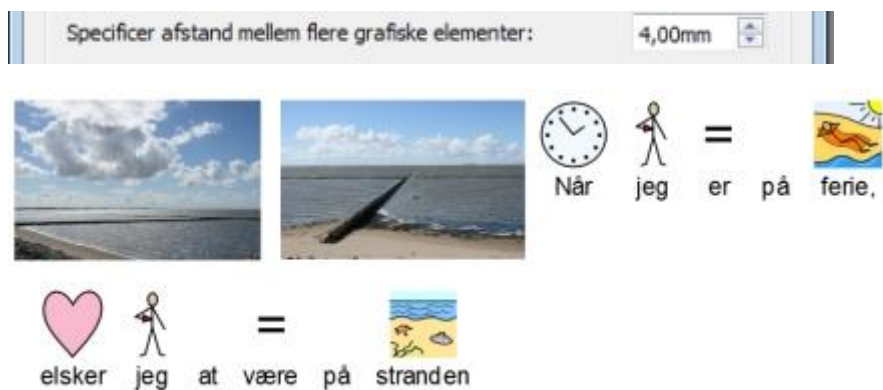 Specificer afstand mellem flere grafiske elementer: 4,00mm
Når jeg er på ferie,
elsker jeg at være på stranden